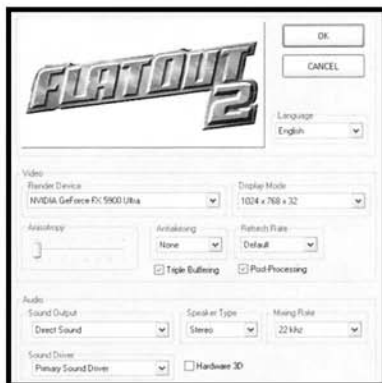 FLATOUT 2
OK
CANCEL
Language
English
Video
Render Device
NVIDIA GeForce FX 5900 Ultra
Display Mode
1024 x 768 x 32
Anisotropy
Antialiasing
None
Refresh Rate
Default
Triple Buffering
Post-Processing
Audio
Sound Output
Direct Sound
Speaker Type
Stereo
Mixing Rate
22 khz
Sound Driver
Primary Sound Driver
Hardware 3D